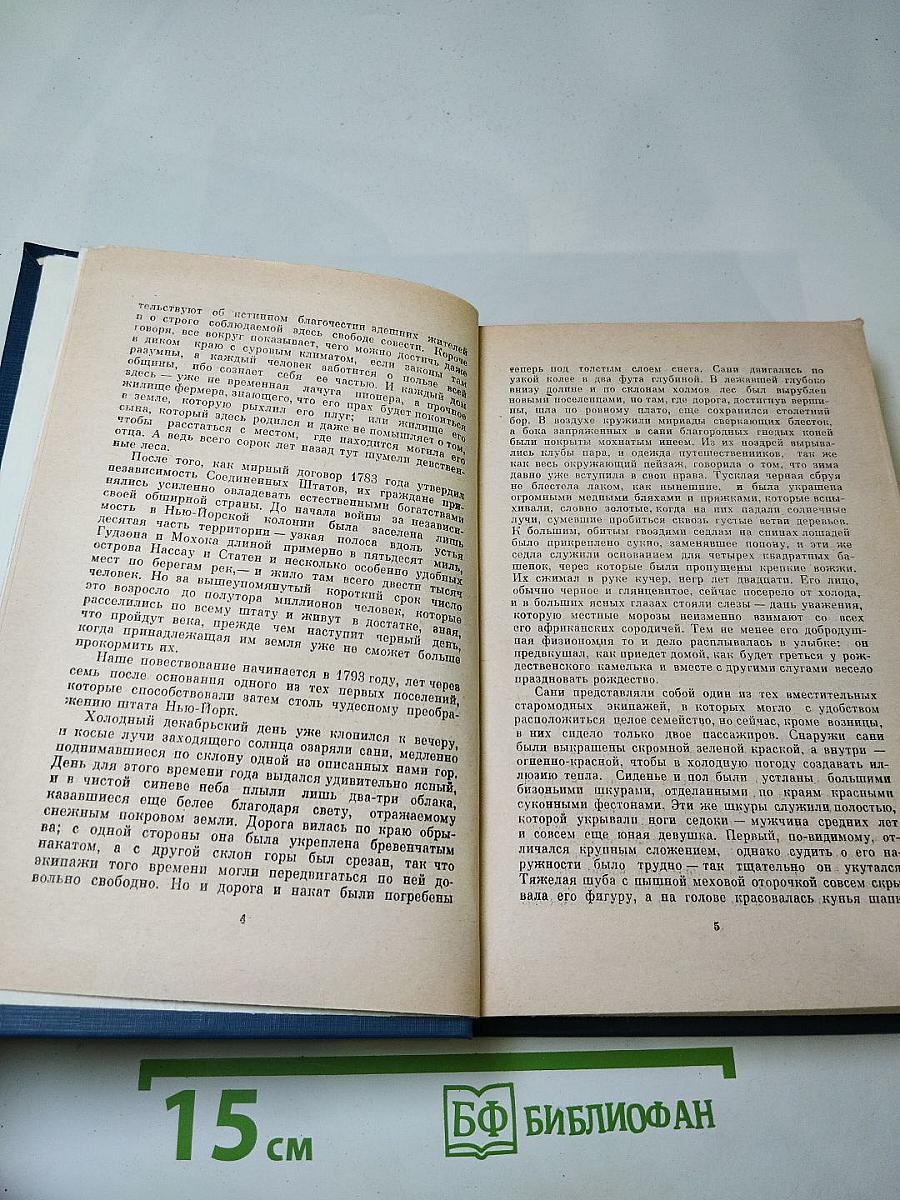 тельствуют об истинном благочестии здешних жителей
и о строго соблюдаемой здесь свободе совести. Короче
говоря, все вокруг показывает, чего можно достичь даже
в диком краю с суровым климатом, если законы там
разумны, а каждый человек заботится о пользе всей
общины, ибо сознает себя ее частью. И каждый дом
здесь — уже не временная лачуга пионера, а прочное
жилище фермера, знающего, что его прах будет покоиться
в земле, которую рыхлил его плуг; или жилище его
сына, который здесь родился и даже не помышляет о том,
чтобы расстаться с местом, где находится могила его
отца. А ведь всего сорок лет назад тут шумели девствен-
ные леса.
После того, как мирный договор 1783 года утвердил
независимость Соединенных Штатов, их граждане при-
нялись усиленно овладевать естественными богатствами
своей обширной страны. До начала войны за независи-
мость в Нью-Йорской колонии была заселена лишь
десятая часть территории — узкая полоса вдоль устья
Гудзона и Мохока длиной примерно в пятьдесят миль,
острова Нассау и Статен и несколько особенно удобных
мест по берегам рек,— и жило там всего двести тысяч
человек. Но за вышеупомянутый короткий срок число
это возросло до полутора миллионов человек, которые
расселились по всему штату и живут в достатке, зная,
что пройдут века, прежде чем наступит черный день,
когда принадлежащая им земля уже не сможет больше
прокормить их.
Наше повествование начинается в 1793 году, лет через
семь после основания одного из тех первых поселений,
которые способствовали затем столь чудесному преобра-
жению штата Нью-Йорк.
Холодный декабрьский день уже клонился к вечеру,
и косые лучи заходящего солнца озаряли сани, медленно
поднимавшиеся по склону одной из описанных нами гор.
День для этого времени года выдался удивительно ясный,
и в чистой синеве неба плыли лишь два-три облака,
казавшиеся еще белее благодаря свету, отражаемому
снежным покровом земли. Дорога вилась по краю обры-
ва; с одной стороны она была укреплена бревенчатым
накатом, а с другой склон горы был срезан, так что
экипажи того времени могли передвигаться по ней до-
вольно свободно. Но и дорога и накат были погребены
4
теперь под толстым слоем снега. Сани двигались по
узкой колее в два фута глубиной. В лежавшей глубоко
внизу долине и по склонам холмов лес был вырублен
новыми поселенцами, но там, где дорога, достигнув верши-
ны, шла по ровному плато, еще сохранился столетний
бор. В воздухе кружили мириады сверкающих блесток,
а бока запряженных в сани благородных гнедых коней
были покрыты мохнатым инеем. Из их ноздрей вырыва-
лись клубы пара, и одежда путешественников, так же
как весь окружающий пейзаж, говорила о том, что зима
давно уже вступила в свои права. Тусклая черная сбруя
не блестела лаком, как нынешние, и была украшена
огромными медными бляхами и пряжками, которые вспы-
хивали, словно золотые, когда на них падали солнечные
лучи, сумевшие пробиться сквозь густые ветви деревьев.
К большим, обитым гвоздями седлам на спинах лошадей
было прикреплено сукно, заменявшее попону, и эти же
седла служили основанием для четырех квадратных ба-
шенок, через которые были пропущены крепкие вожжи.
Их сжимал в руке кучер, негр лет двадцати. Его лицо,
обычно черное и глянцевитое, сейчас посерело от холода,
и в больших ясных глазах стояли слезы — дань уважения,
которую местные морозы неизменно взимают со всех
его африканских сородичей. Тем не менее его добродуш-
ная физиономия то и дело расплывалась в улыбке: он
предвкушал, как приедет домой, как будет греться у рож-
дественского камелька и вместе с другими слугами весело
праздновать рождество.
Сани представляли собой один из тех вместительных
старомодных экипажей, в которых могло с удобством
расположиться целое семейство, но сейчас, кроме возницы,
в них сидело только двое пассажиров. Снаружи сани
были выкрашены скромной зеленой краской, а внутри —
огненно-красной, чтобы в холодную погоду создавать ил-
люзию тепла. Сиденье и пол были устланы большими
бизоньими шкурами, отделанными по краям красными
суконными фестонами. Эти же шкуры служили полостью,
которой укрывали ноги седоки — мужчина средних лет
и совсем еще юная девушка. Первый, по-видимому, от-
личался крупным сложением, однако судить о его на-
ружности было трудно — так тщательно он укутался.
Тяжелая шуба с пышной меховой оторочкой совсем скры-
вала его фигуру, а на голове красовалась кунья шапк
5
15 см
БФ БИБЛИОФАН